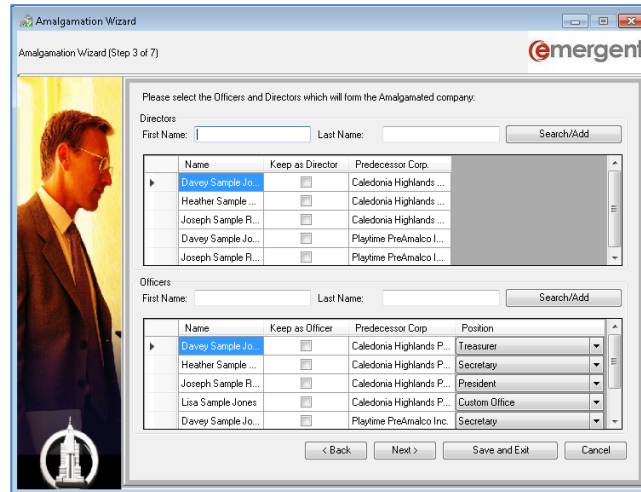 Amalgamation Wizard
Amalgamation Wizard (Step 3 of 7)
emergent
Please select the Officers and Directors which will form the Amalgamated company:
Directors
First Name: Last Name: Search/Add
Name Keep as Director Predecessor Corp.
Davey Sample Jo... Caledonia Highlands ...
Heather Sample ... Caledonia Highlands ...
Joseph Sample R... Caledonia Highlands ...
Davey Sample Jo... Playtime PreAmalco I...
Joseph Sample R... Playtime PreAmalco I...
Officers
First Name: Last Name: Search/Add
Name Keep as Officer Predecessor Corp Position
Davey Sample Jo... Caledonia Highlands P... Treasurer
Heather Sample ... Caledonia Highlands P... Secretary
Joseph Sample R... Caledonia Highlands P... President
Lisa Sample Jones Caledonia Highlands P... Custom Office
Davey Sample Jo... Playtime PreAmalco Inc. Secretary
< Back Next > Save and Exit Cancel